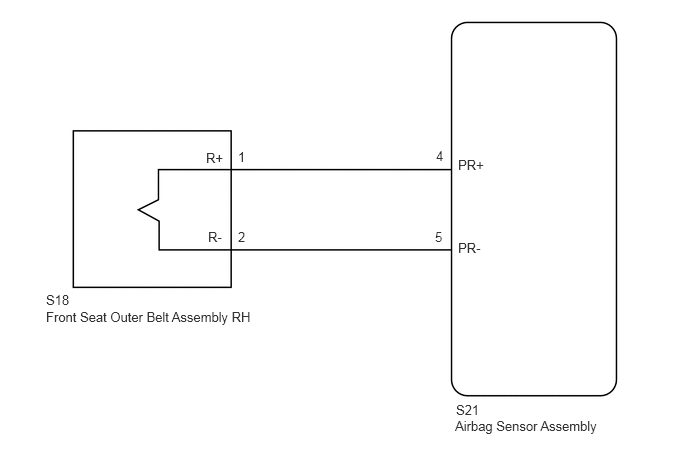 R+ 1 4 PR+
R- 2 5 PR-
S18
Front Seat Outer Belt Assembly RH
S21
Airbag Sensor Assembly